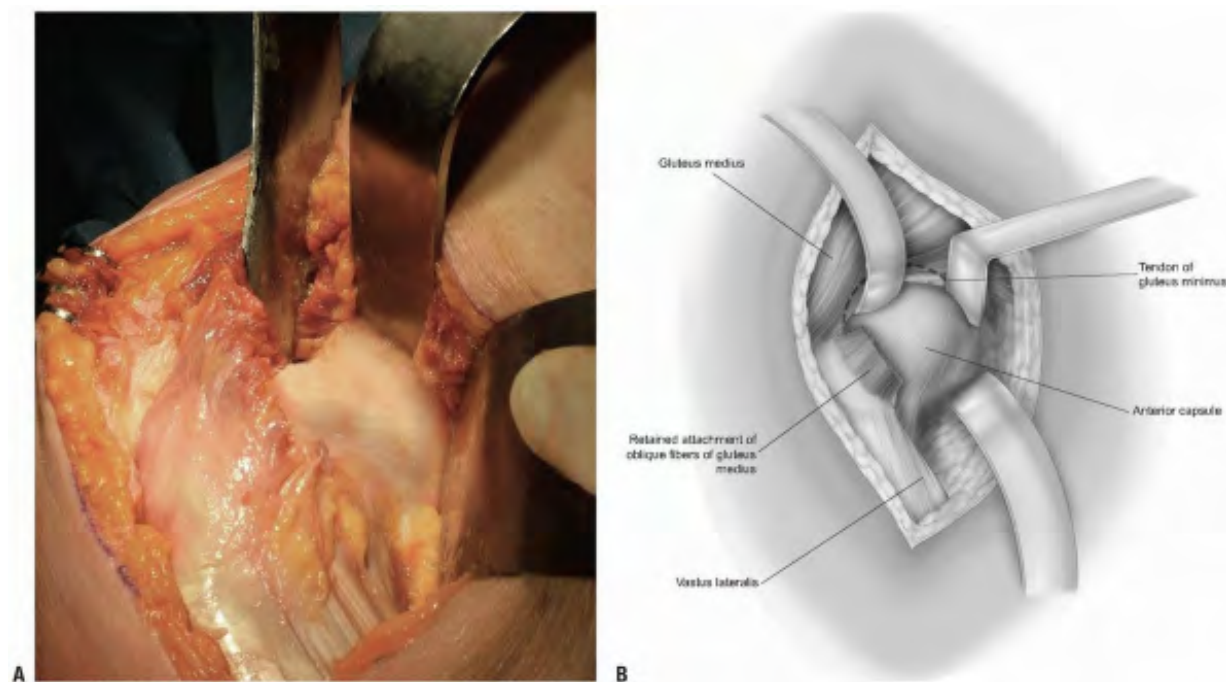 Gluteus medius
Tendon of
gluteus minimus
Anterior capsule
Retained attachment of
oblique fibers of gluteus
medius
Vastus lateralis
A
B